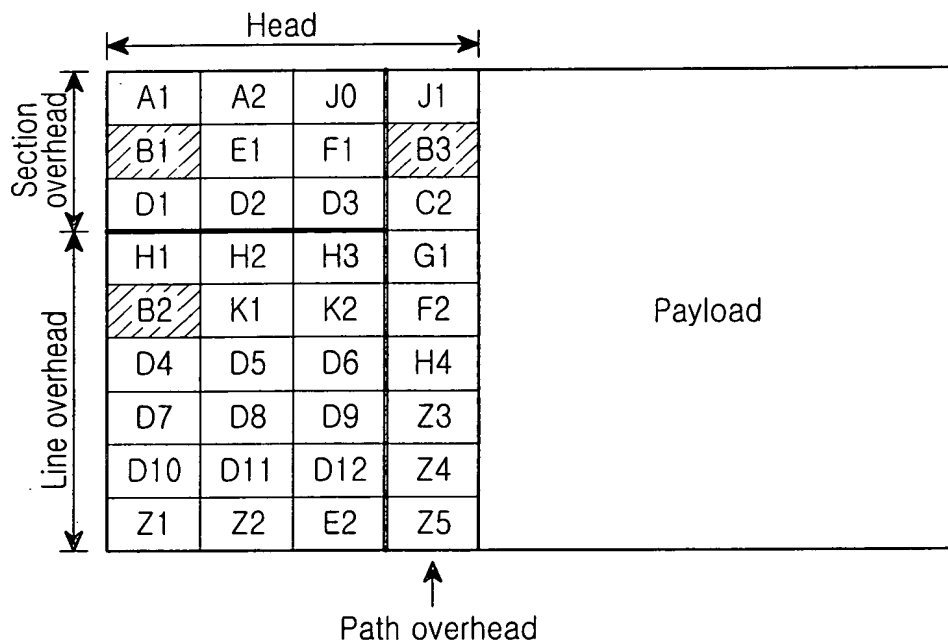 Head
Section overhead
A1 A2 J0 J1
B1 E1 F1 B3
D1 D2 D3 C2
Line overhead
H1 H2 H3 G1
B2 K1 K2 F2
Payload
D4 D5 D6 H4
D7 D8 D9 Z3
D10 D11 D12 Z4
Z1 Z2 E2 Z5
Path overhead